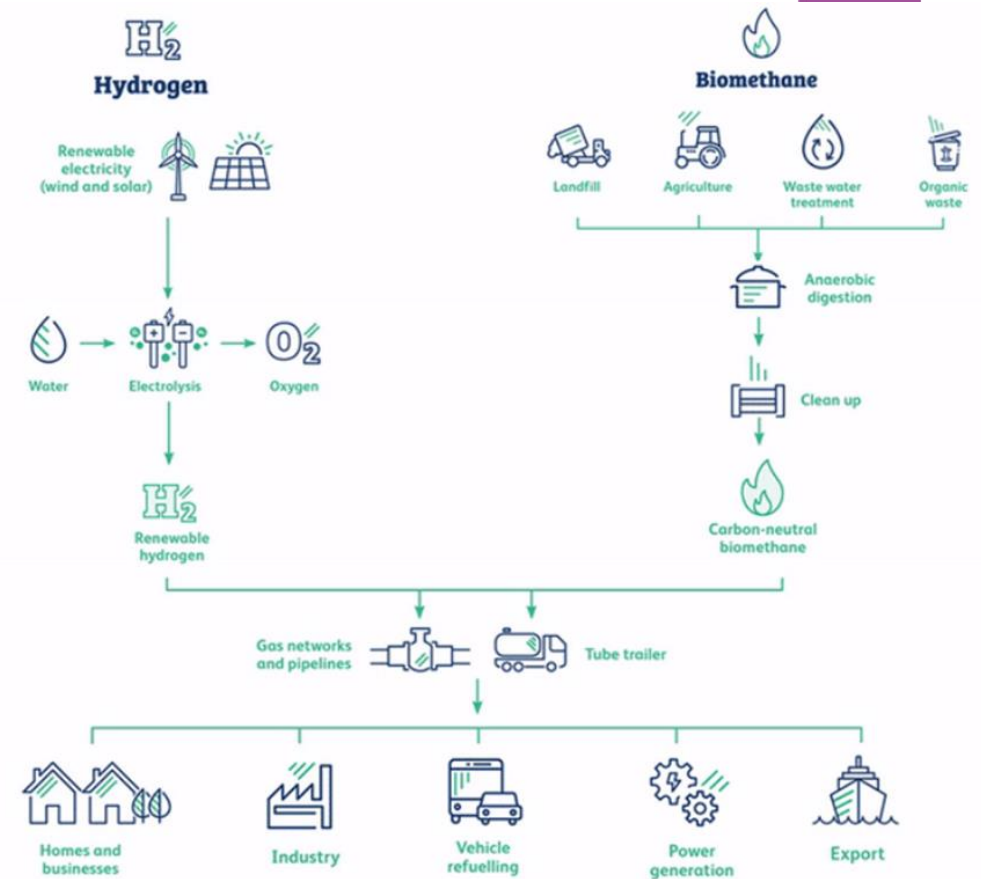 H2
Hydrogen
Biomethane
Renewable
electricity
(wind and solar)
Landfill
Agriculture
Waste water
treatment
Organic
waste
Anaerobic
digestion
+
-
O2
Water
Electrolysis
Oxygen
Clean up
H2
Renewable
hydrogen
Carbon-neutral
biomethane
Gas networks
and pipelines
Tube trailer
Homes and
businesses
Industry
Vehicle
refuelling
Power
generation
Export